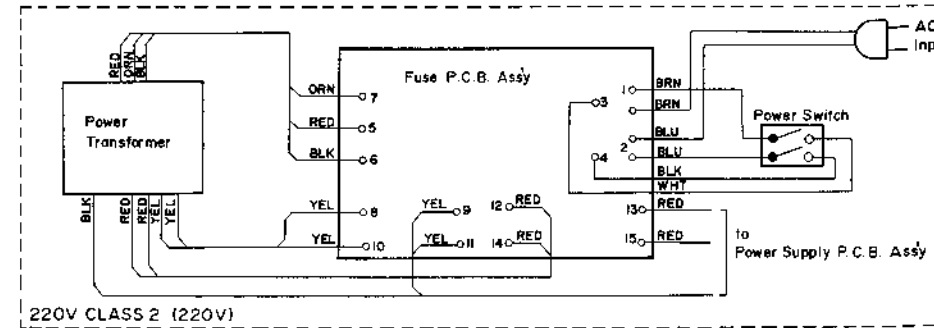 AC
Inp
RED
ORN
BLK
Power
Transformer
BLK
RED
RED
YEL
YEL
Fuse P.C.B. Ass'y
ORN 7
RED 5
BLK 6
YEL 8
YEL 10
YEL 9
YEL 11
12 RED
14 RED
3
4
1 BRN
BRN
BLU
2 BLU
BLK
WHT
13 RED
15 RED
Power Switch
to
Power Supply P.C.B. Ass'y
220V CLASS 2 (220V)